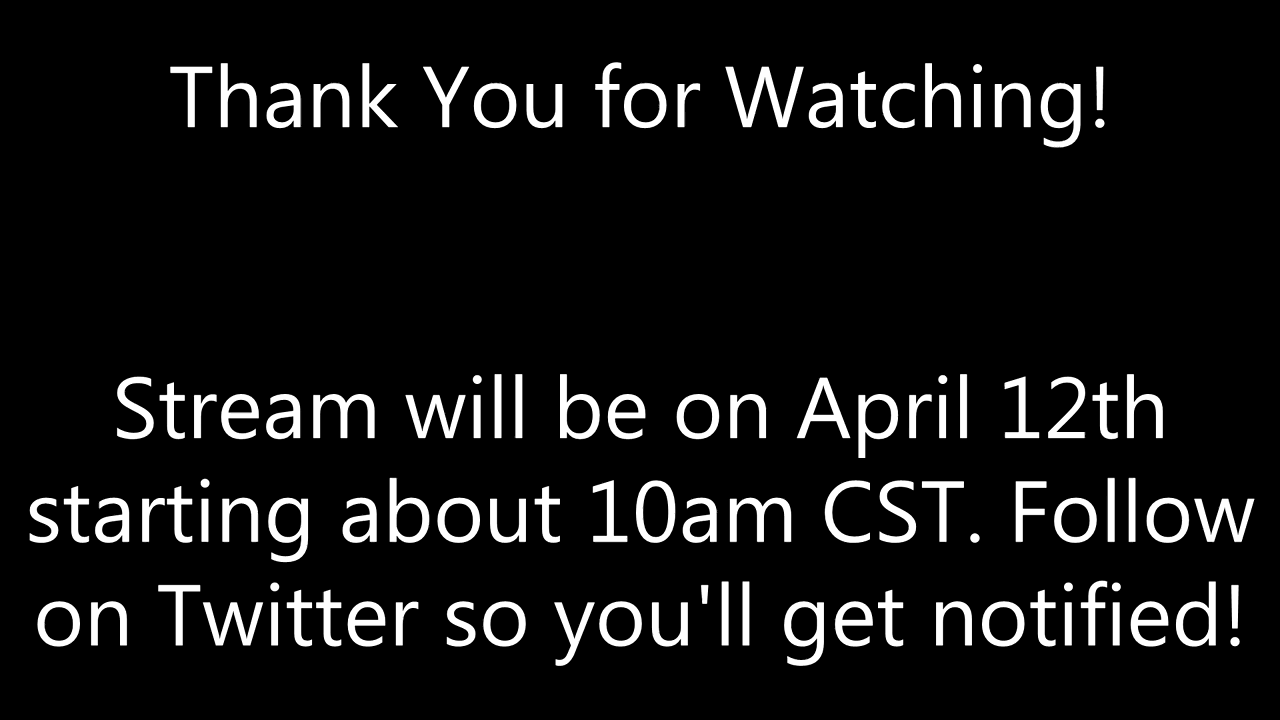 Thank You for Watching!
Stream will be on April 12th
starting about 10am CST. Follow
on Twitter so you'll get notified!